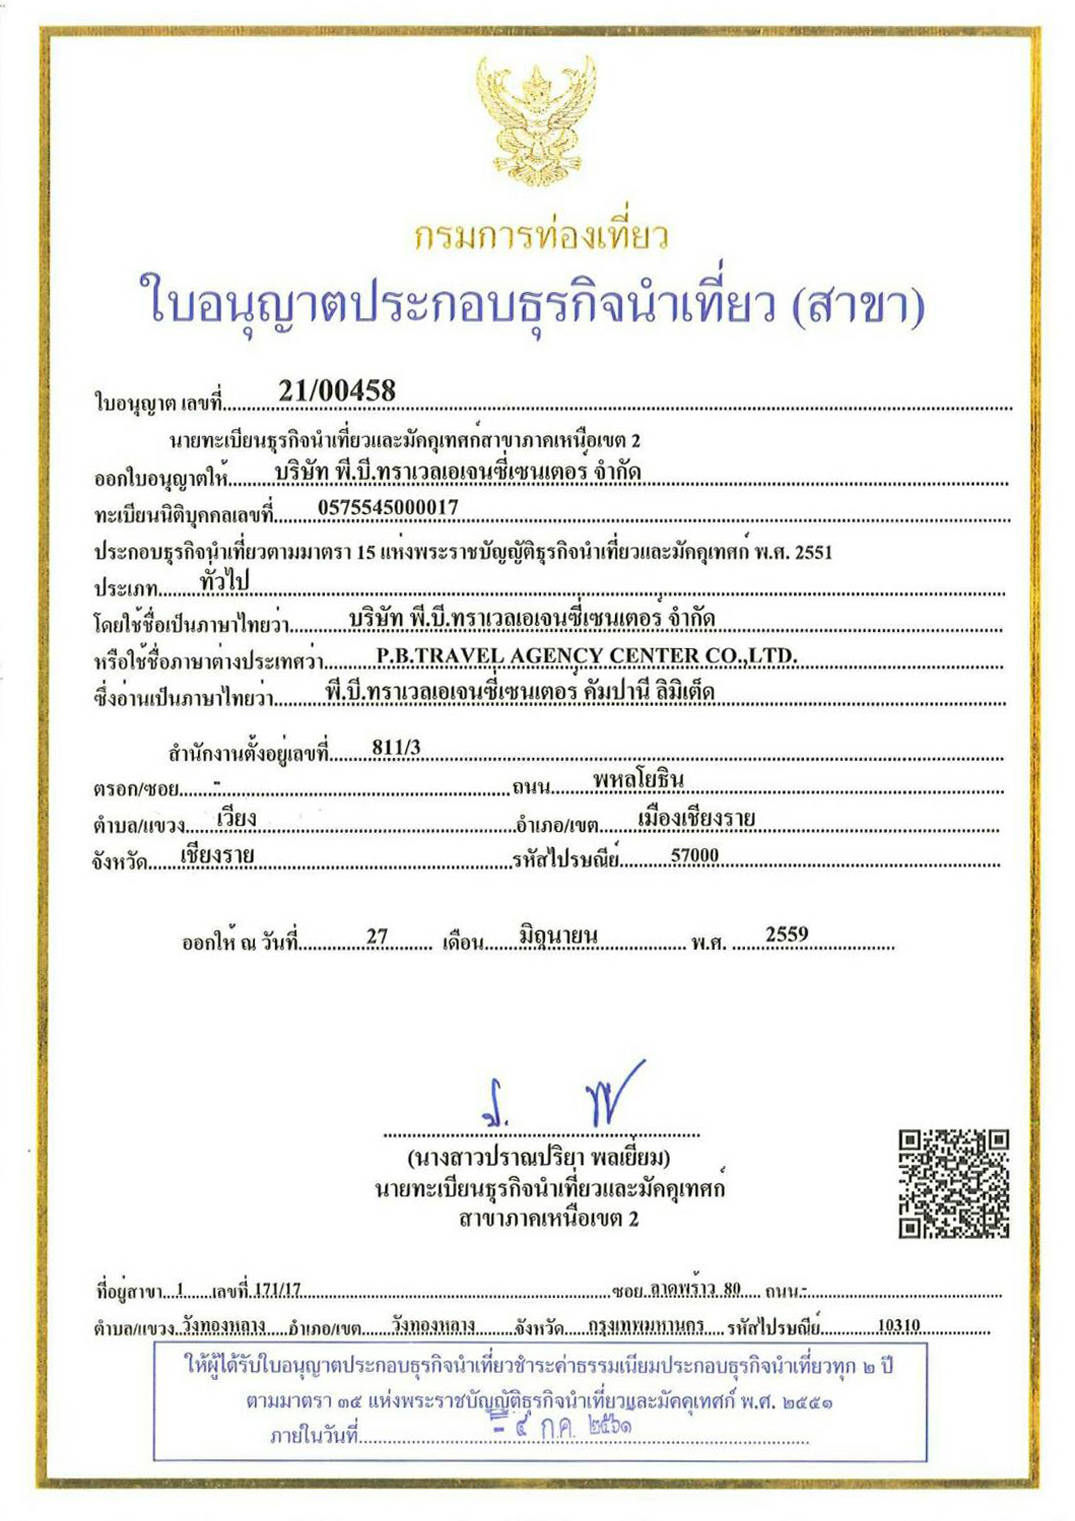 กรมการท่องเที่ยว
ใบอนุญาตประกอบธุรกิจนำเที่ยว (สาขา)
ใบอนุญาต เลขที่ 21/00458
นายทะเบียนธุรกิจนำเที่ยวและมัคคุเทศก์สาขาภาคเหนือเขต 2
ออกใบอนุญาตให้ บริษัท พี.บี.ทราเวลเอเจนซี่เซนเตอร์ จำกัด
ทะเบียนนิติบุคคลเลขที่ 0575545000017
ประกอบธุรกิจนำเที่ยวตามมาตรา 15 แห่งพระราชบัญญัติธุรกิจนำเที่ยวและมัคคุเทศก์ พ.ศ. 2551
ประเภท ทั่วไป
โดยใช้ชื่อเป็นภาษาไทยว่า บริษัท พี.บี.ทราเวลเอเจนซี่เซนเตอร์ จำกัด
หรือใช้ชื่อภาษาต่างประเทศว่า P.B.TRAVEL AGENCY CENTER CO.,LTD.
ซึ่งอ่านเป็นภาษาไทยว่า พี.บี.ทราเวลเอเจนซี่เซนเตอร์ คัมปานี ลิมิเต็ด
สำนักงานตั้งอยู่เลขที่ 811/3
ตรอก/ซอย - ถนน พหลโยธิน
ตำบล/แขวง เวียง อำเภอ/เขต เมืองเชียงราย
จังหวัด เชียงราย รหัสไปรษณีย์ 57000
ออกให้ ณ วันที่ 27 เดือน มิถุนายน พ.ศ. 2559
(นางสาวปราณปริยา พลเยี่ยม)
นายทะเบียนธุรกิจนำเที่ยวและมัคคุเทศก์
สาขาภาคเหนือเขต 2
ที่อยู่สาขา 1 เลขที่ 171/17 ซอย ลาดพร้าว 80 ถนน -
ตำบล/แขวง วังทองหลาง อำเภอ/เขต วังทองหลาง จังหวัด กรุงเทพมหานคร รหัสไปรษณีย์ 10310
ให้ผู้ได้รับใบอนุญาตประกอบธุรกิจนำเที่ยวชำระค่าธรรมเนียมประกอบธุรกิจนำเที่ยวทุก ๒ ปี
ตามมาตรา ๓๕ แห่งพระราชบัญญัติธุรกิจนำเที่ยวและมัคคุเทศก์ พ.ศ. ๒๕๕๑
ภายในวันที่ - ๔ ก.ค. ๒๕๖๑